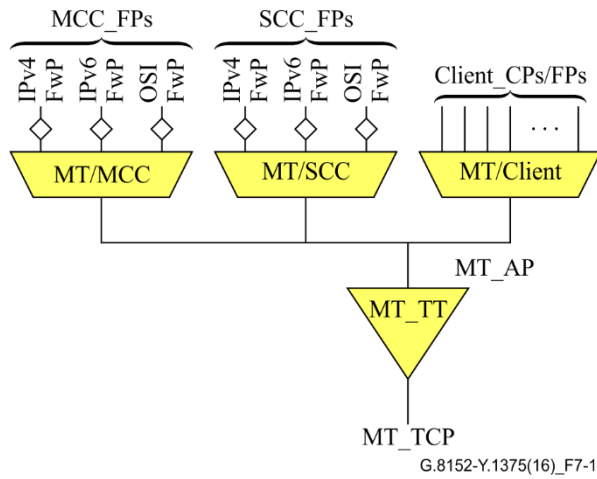 MCC_FPs SCC_FPs
Client_CPs/FPs
IPv4 FwP IPv6 FwP OSI FwP IPv4 FwP IPv6 FwP OSI FwP
. . .
MT/MCC MT/SCC MT/Client
MT_AP
MT_TT
MT_TCP
G.8152-Y.1375(16)_F7-1